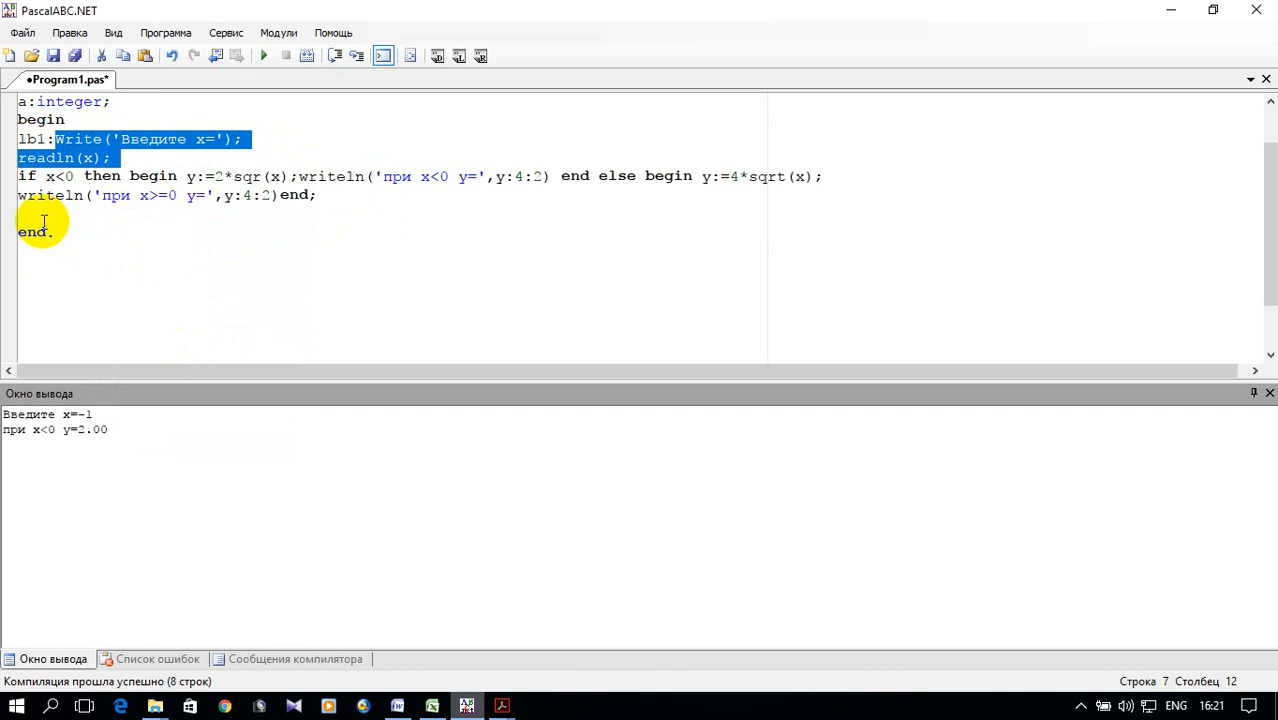 PascalABC.NET
Файл Правка Вид Программа Сервис Модули Помощь
•Program1.pas*
a:integer;
begin
lb1:Write('Введите x=');
readln(x);
if x<0 then begin y:=2*sqr(x);writeln('при x<0 y=',y:4:2) end else begin y:=4*sqrt(x);
writeln('при x>=0 y=',y:4:2)end;
end.
Окно вывода
Введите x=-1
при x<0 y=2.00
Окно вывода Список ошибок Сообщения компилятора
Компиляция прошла успешно (8 строк) Строка 7 Столбец 12
ENG 16:21